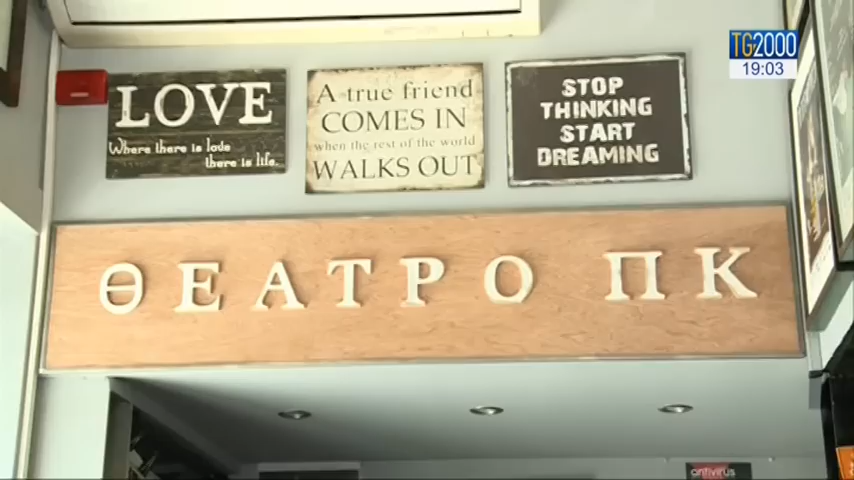 TG2000
19:03
LOVE
Where there is love
there is life.
A true friend
COMES IN
when the rest of the world
WALKS OUT
STOP
THINKING
START
DREAMING
ΘΕΑΤΡΟ ΠΚ
antivirus